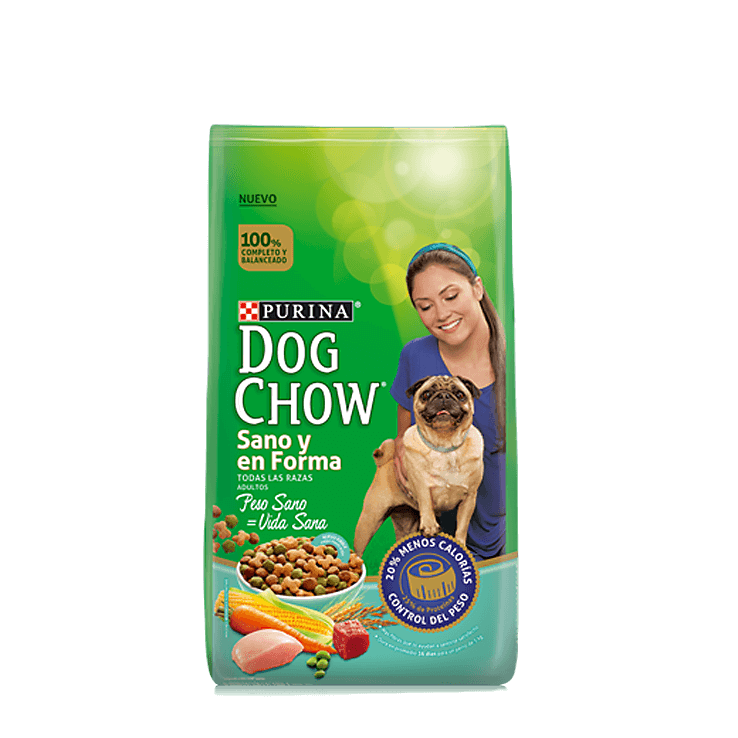 NUEVO
100%
COMPLETO Y
BALANCEADO
PURINA®
DOG
CHOW®
Sano y
en Forma
TODAS LAS RAZAS
ADULTOS
Peso Sano
= Vida Sana
20% MENOS CALORÍAS
CONTROL DEL PESO